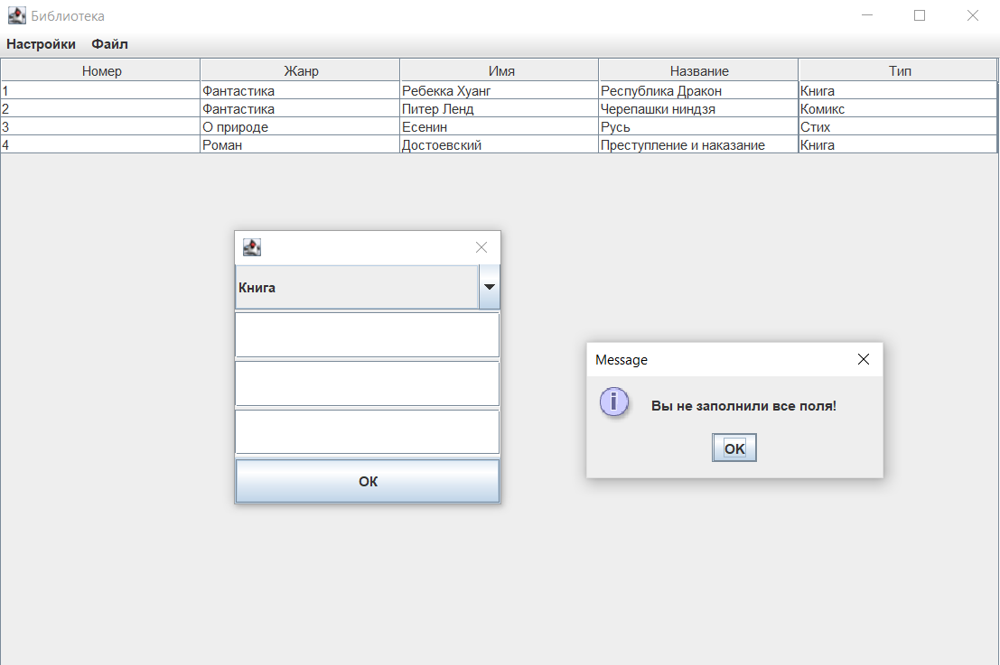 Библиотека
Настройки Файл
Номер Жанр Имя Название Тип
1 Фантастика Ребекка Хуанг Республика Дракон Книга
2 Фантастика Питер Ленд Черепашки ниндзя Комикс
3 О природе Есенин Русь Стих
4 Роман Достоевский Преступление и наказание Книга
Книга
ОК
Message
i
Вы не заполнили все поля!
OK